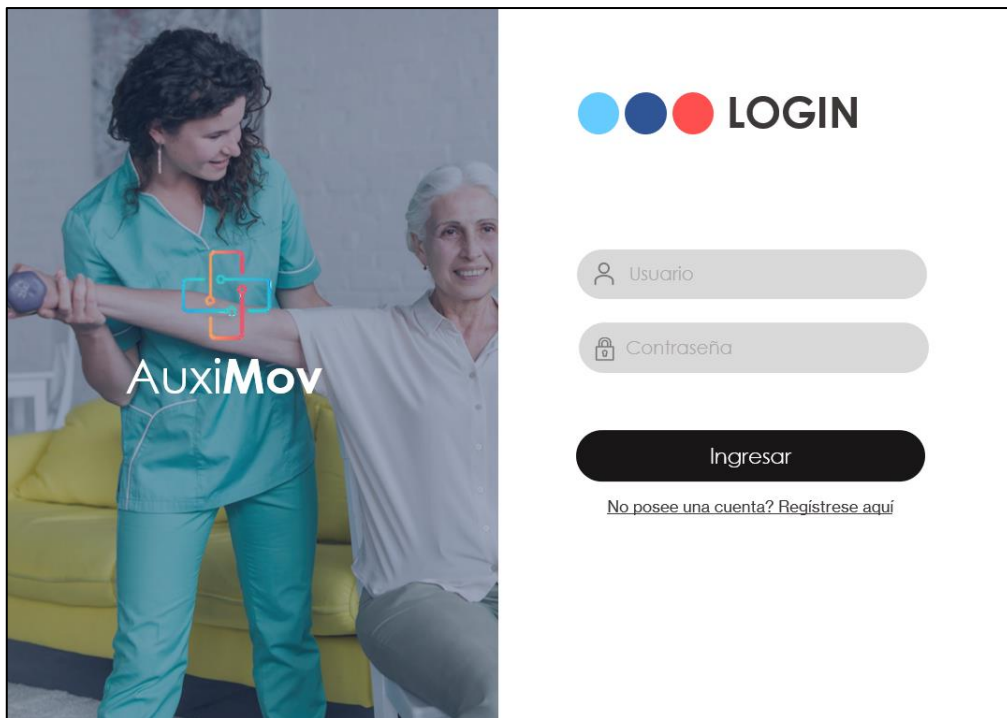 AuxiMov
LOGIN
Usuario
Contraseña
Ingresar
No posee una cuenta? Regístrese aquí